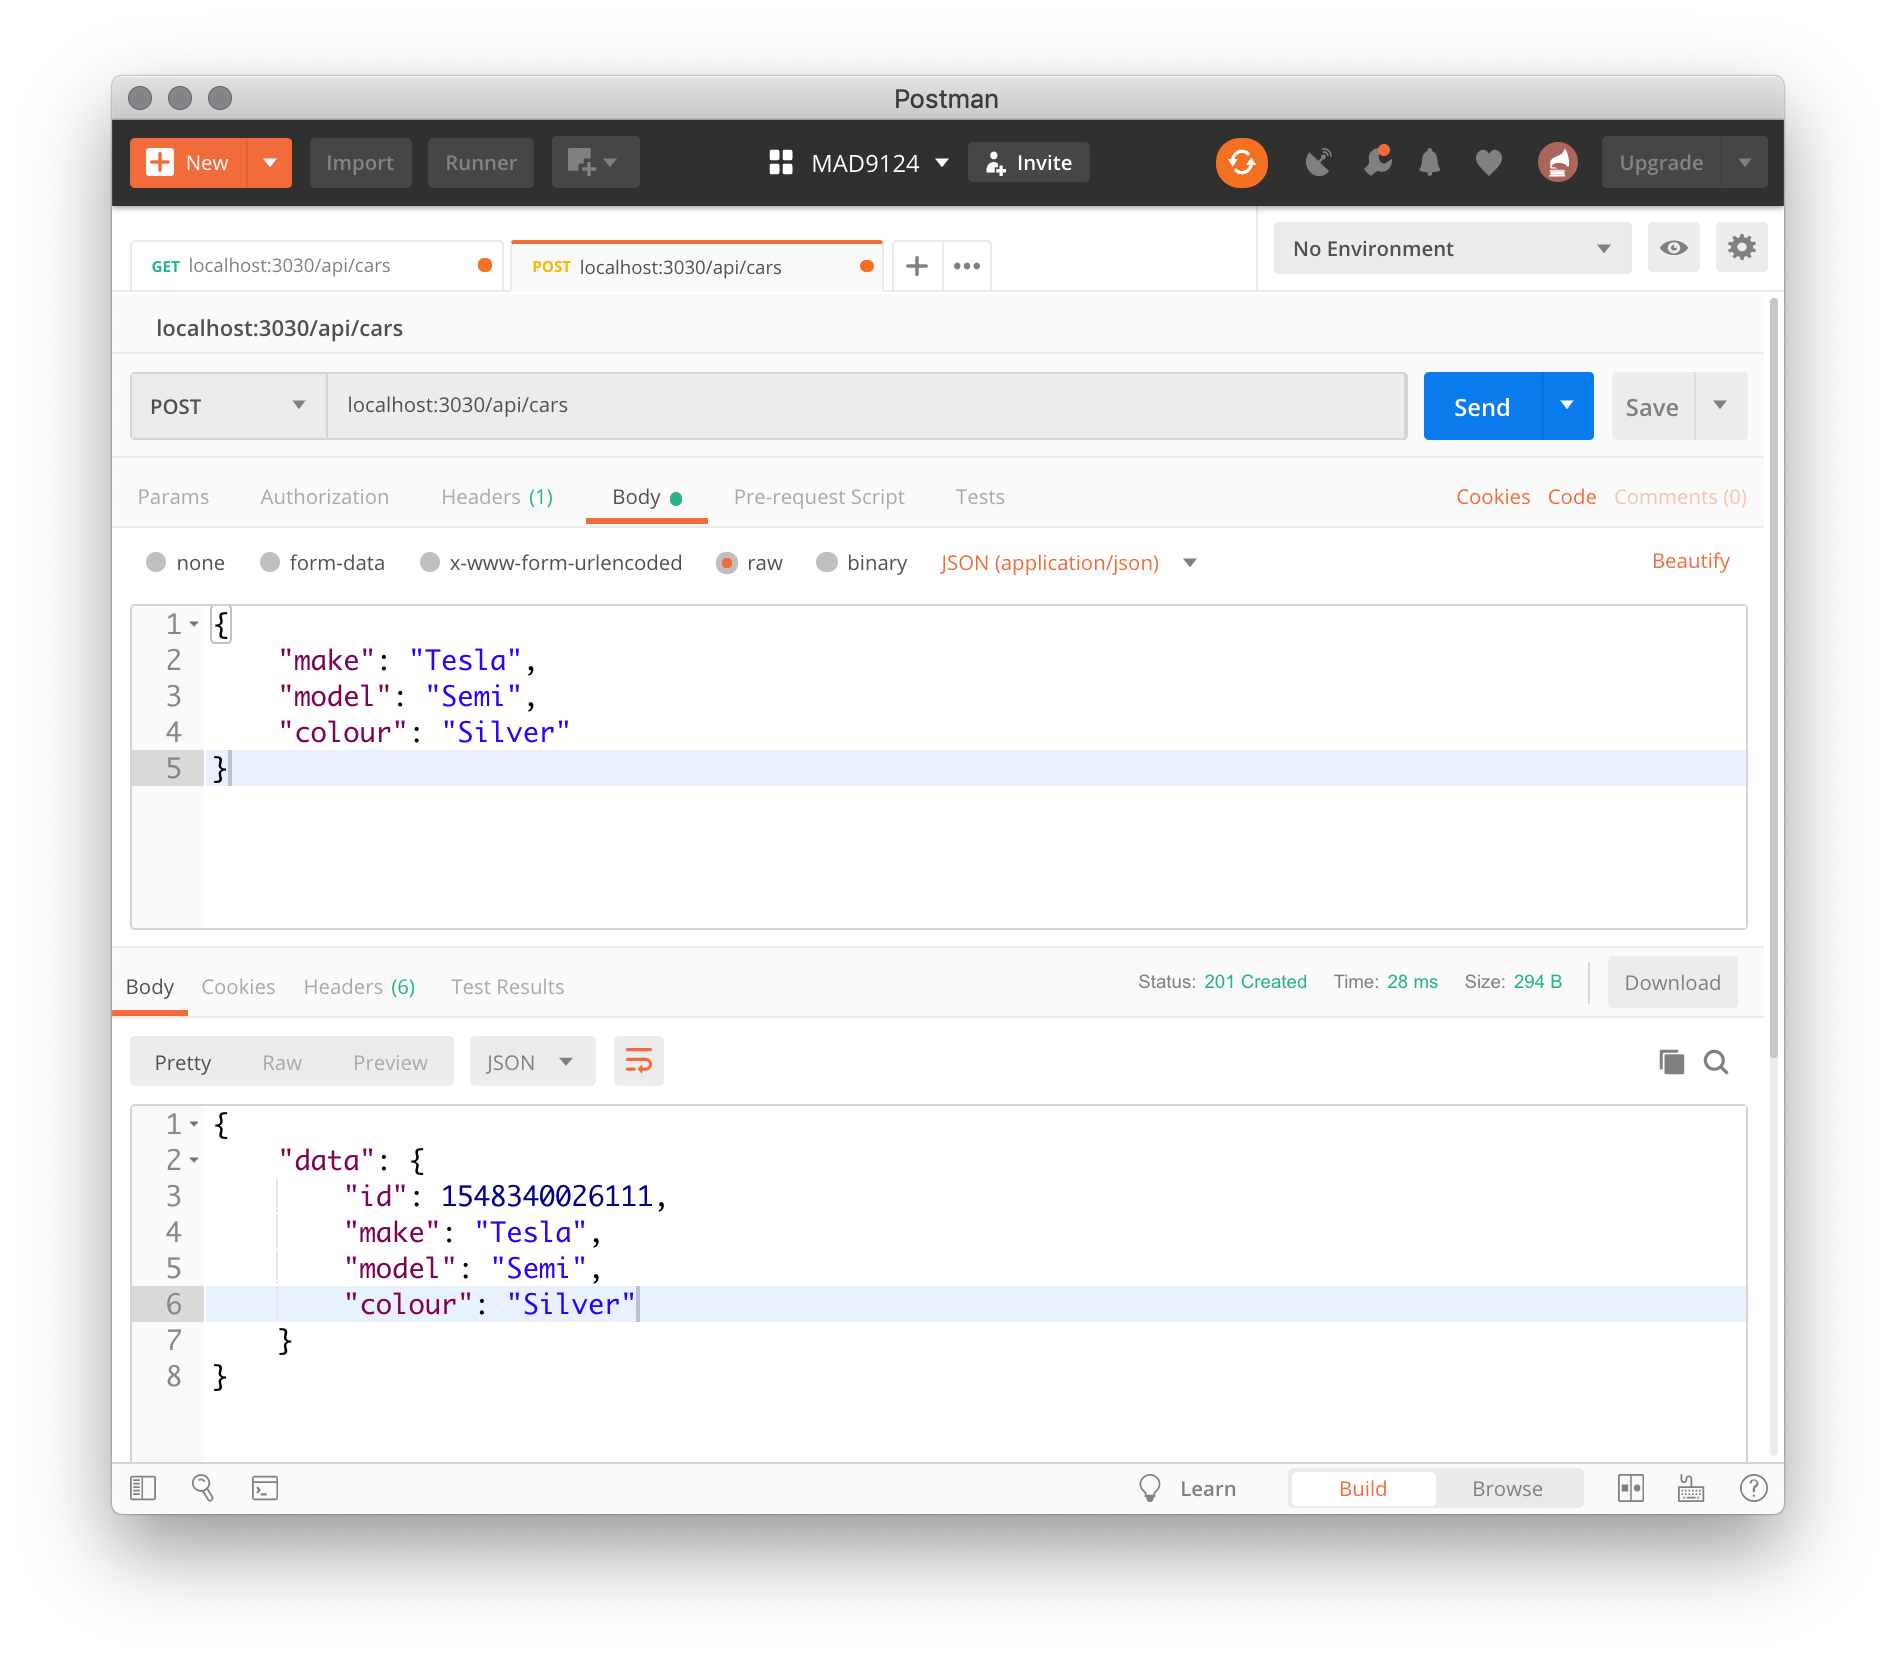 Postman
New Import Runner MAD9124 Invite Upgrade
GET localhost:3030/api/cars POST localhost:3030/api/cars No Environment
localhost:3030/api/cars
POST localhost:3030/api/cars Send Save
Params Authorization Headers (1) Body Pre-request Script Tests Cookies Code Comments (0)
none form-data x-www-form-urlencoded raw binary JSON (application/json) Beautify
1 {
2 "make": "Tesla",
3 "model": "Semi",
4 "colour": "Silver"
5 }
Body Cookies Headers (6) Test Results Status: 201 Created Time: 28 ms Size: 294 B Download
Pretty Raw Preview JSON
1 {
2 "data": {
3 "id": 1548340026111,
4 "make": "Tesla",
5 "model": "Semi",
6 "colour": "Silver"
7 }
8 }
Learn Build Browse